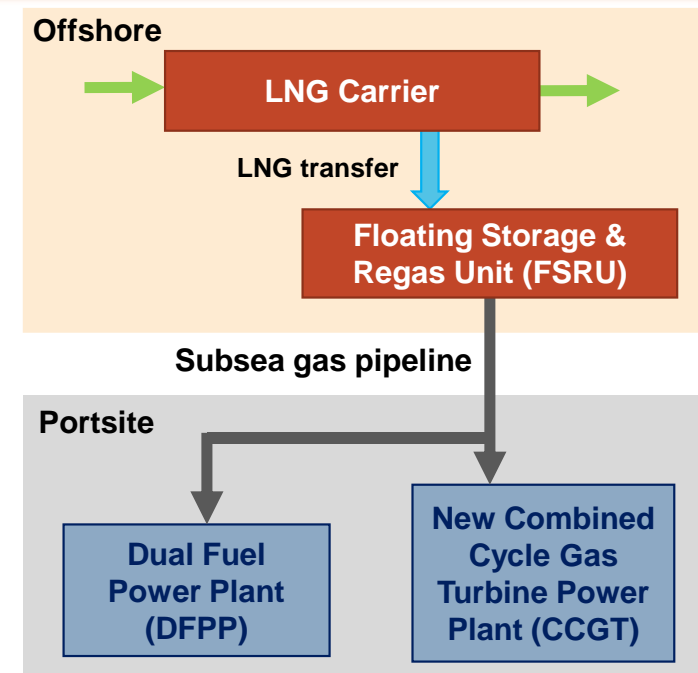 Offshore
LNG Carrier
LNG transfer
Floating Storage &
Regas Unit (FSRU)
Subsea gas pipeline
Portsite
Dual Fuel
Power Plant
(DFPP)
New Combined
Cycle Gas
Turbine Power
Plant (CCGT)